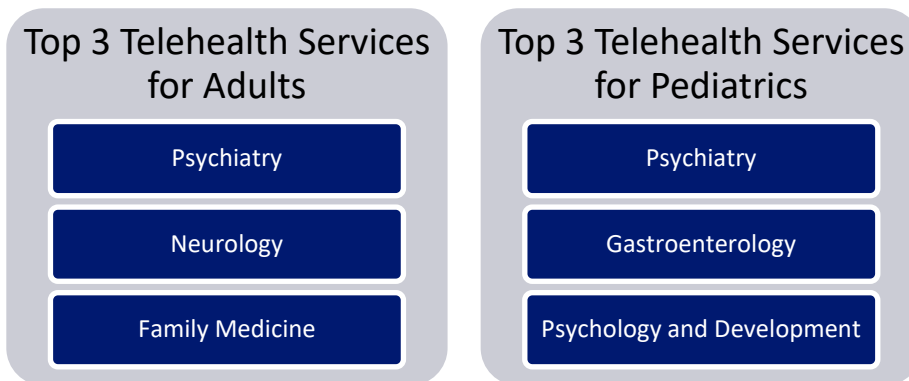 Top 3 Telehealth Services
for Adults
Psychiatry
Neurology
Family Medicine
Top 3 Telehealth Services
for Pediatrics
Psychiatry
Gastroenterology
Psychology and Development